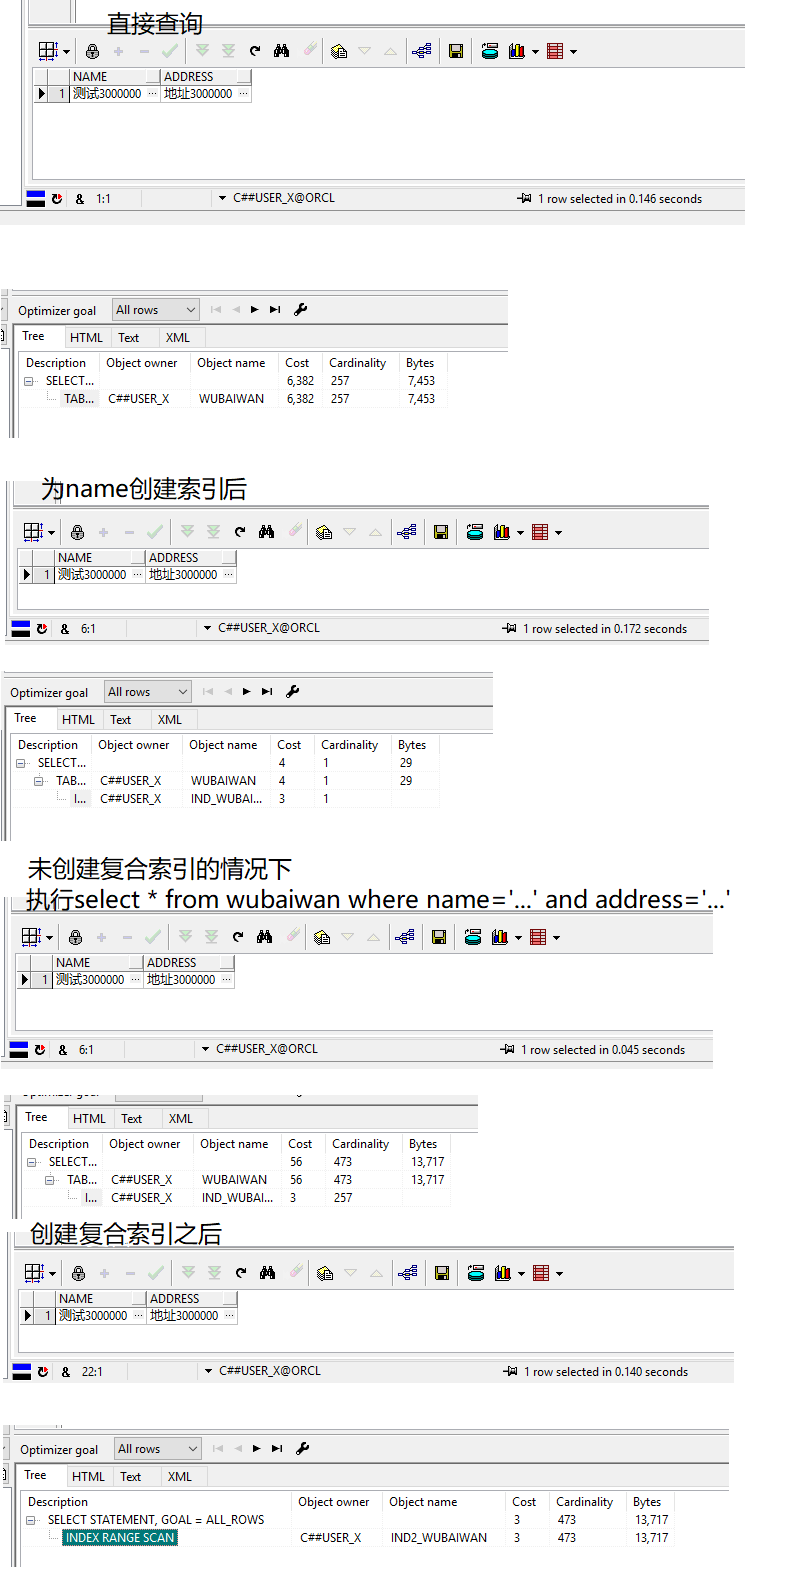 直接查询
NAME ADDRESS
1 测试3000000 ··· 地址3000000 ···
& 1:1 C##USER_X@ORCL 1 row selected in 0.146 seconds
Optimizer goal All rows
Tree HTML Text XML
Description Object owner Object name Cost Cardinality Bytes
SELECT... 6,382 257 7,453
TAB... C##USER_X WUBAIWAN 6,382 257 7,453
为name创建索引后
NAME ADDRESS
1 测试3000000 ··· 地址3000000 ···
& 6:1 C##USER_X@ORCL 1 row selected in 0.172 seconds
Optimizer goal All rows
Tree HTML Text XML
Description Object owner Object name Cost Cardinality Bytes
SELECT... 4 1 29
TAB... C##USER_X WUBAIWAN 4 1 29
I... C##USER_X IND_WUBAI... 3 1
未创建复合索引的情况下
执行select * from wubaiwan where name='...' and address='...'
NAME ADDRESS
1 测试3000000 ··· 地址3000000 ···
& 6:1 C##USER_X@ORCL 1 row selected in 0.045 seconds
Tree HTML Text XML
Description Object owner Object name Cost Cardinality Bytes
SELECT... 56 473 13,717
TAB... C##USER_X WUBAIWAN 56 473 13,717
I... C##USER_X IND_WUBAI... 3 257
创建复合索引之后
NAME ADDRESS
1 测试3000000 ··· 地址3000000 ···
& 22:1 C##USER_X@ORCL 1 row selected in 0.140 seconds
Optimizer goal All rows
Tree HTML Text XML
Description Object owner Object name Cost Cardinality Bytes
SELECT STATEMENT, GOAL = ALL_ROWS 3 473 13,717
INDEX RANGE SCAN C##USER_X IND2_WUBAIWAN 3 473 13,717